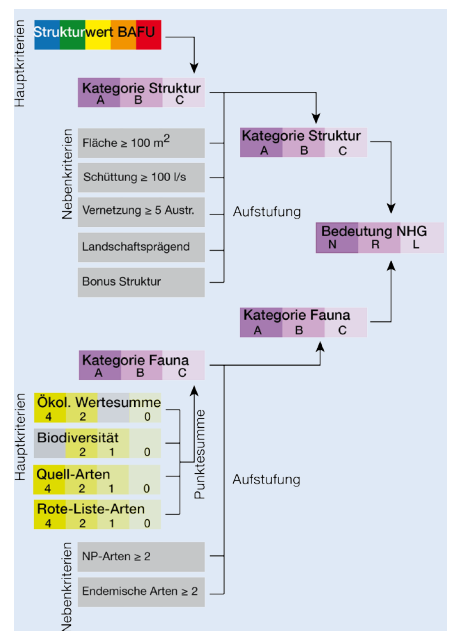 Hauptkriterien
Strukturwert BAFU
Kategorie Struktur
A B C
Nebenkriterien
Fläche ≥ 100 m²
Schüttung ≥ 100 l/s
Vernetzung ≥ 5 Austr.
Landschaftsprägend
Bonus Struktur
Aufstufung
Kategorie Struktur
A B C
Bedeutung NHG
N R L
Kategorie Fauna
A B C
Kategorie Fauna
A B C
Hauptkriterien
Ökol. Wertesumme
4 2 0
Biodiversität
2 1 0
Quell-Arten
4 2 1 0
Rote-Liste-Arten
4 2 1 0
Punktesumme
Aufstufung
Nebenkriterien
NP-Arten ≥ 2
Endemische Arten ≥ 2